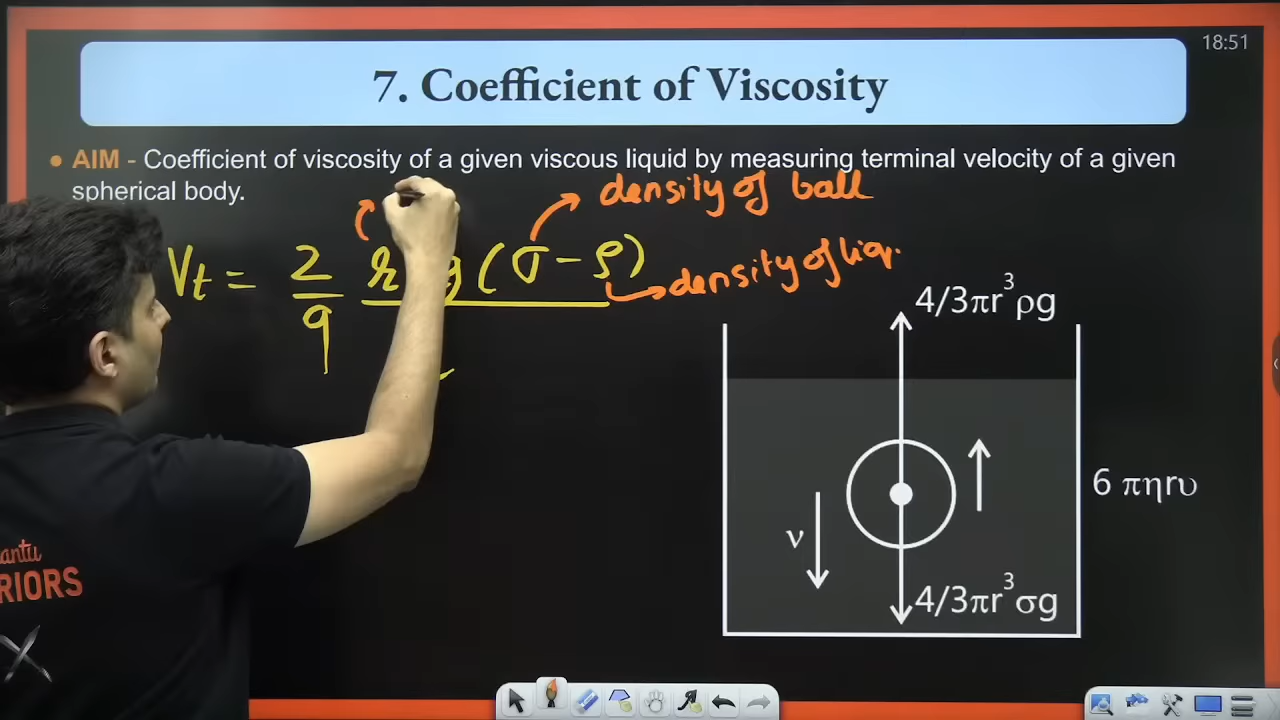 18:51
7. Coefficient of Viscosity
• AIM - Coefficient of viscosity of a given viscous liquid by measuring terminal velocity of a given
spherical body.
density of ball
Vt = 2/9 r g (σ - ρ)
density of liq.
4/3πr³ρg
6 πηrυ
v
4/3πr³σg
antu
RIORS
X